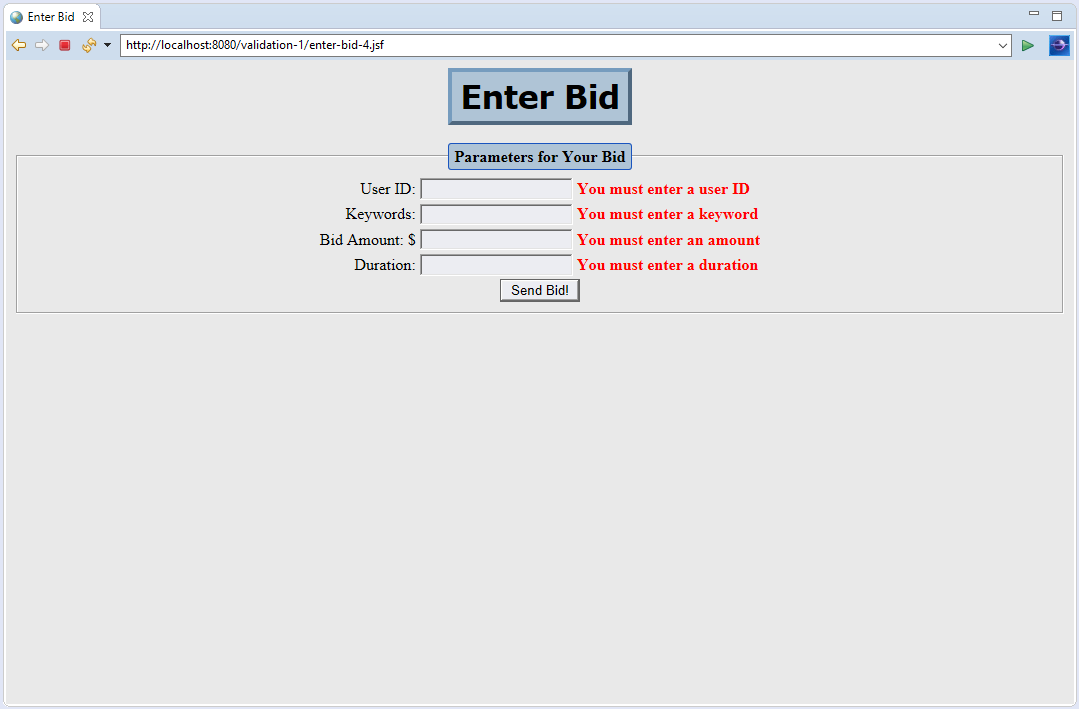 Enter Bid
http://localhost:8080/validation-1/enter-bid-4.jsf
Enter Bid
Parameters for Your Bid
User ID: You must enter a user ID
Keywords: You must enter a keyword
Bid Amount: $ You must enter an amount
Duration: You must enter a duration
Send Bid!